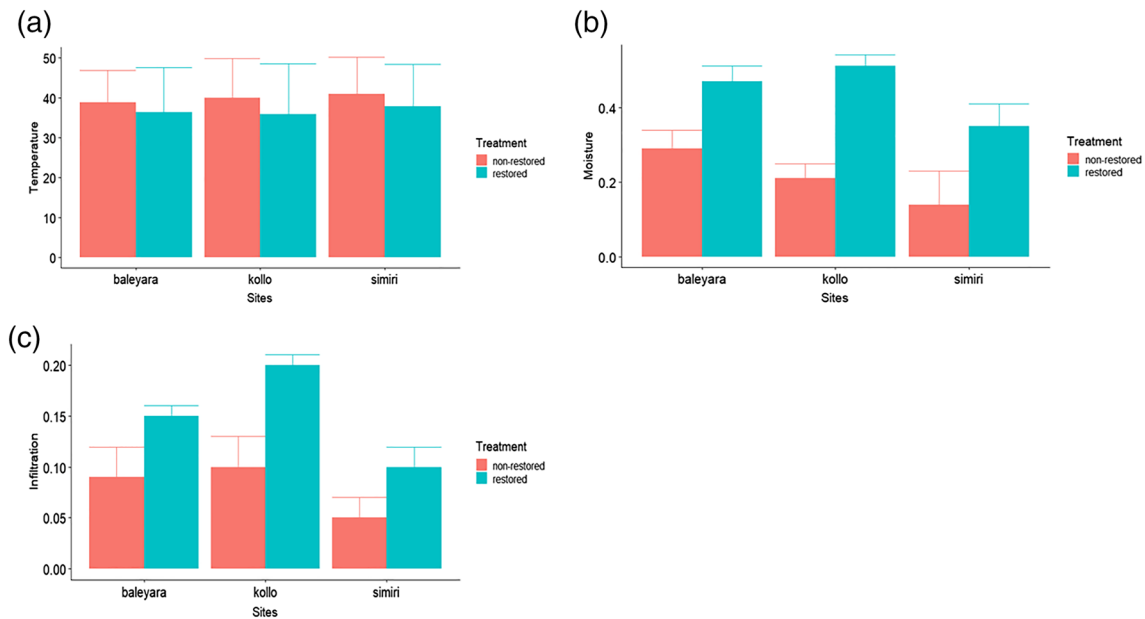 (a)
Temperature
50
40
30
20
10
0
baleyara kollo simiri
Sites
Treatment
non-restored
restored
(b)
Moisture
0.4
0.2
0.0
baleyara kollo simiri
Sites
Treatment
non-restored
restored
(c)
Infiltration
0.20
0.15
0.10
0.05
0.00
baleyara kollo simiri
Sites
Treatment
non-restored
restored